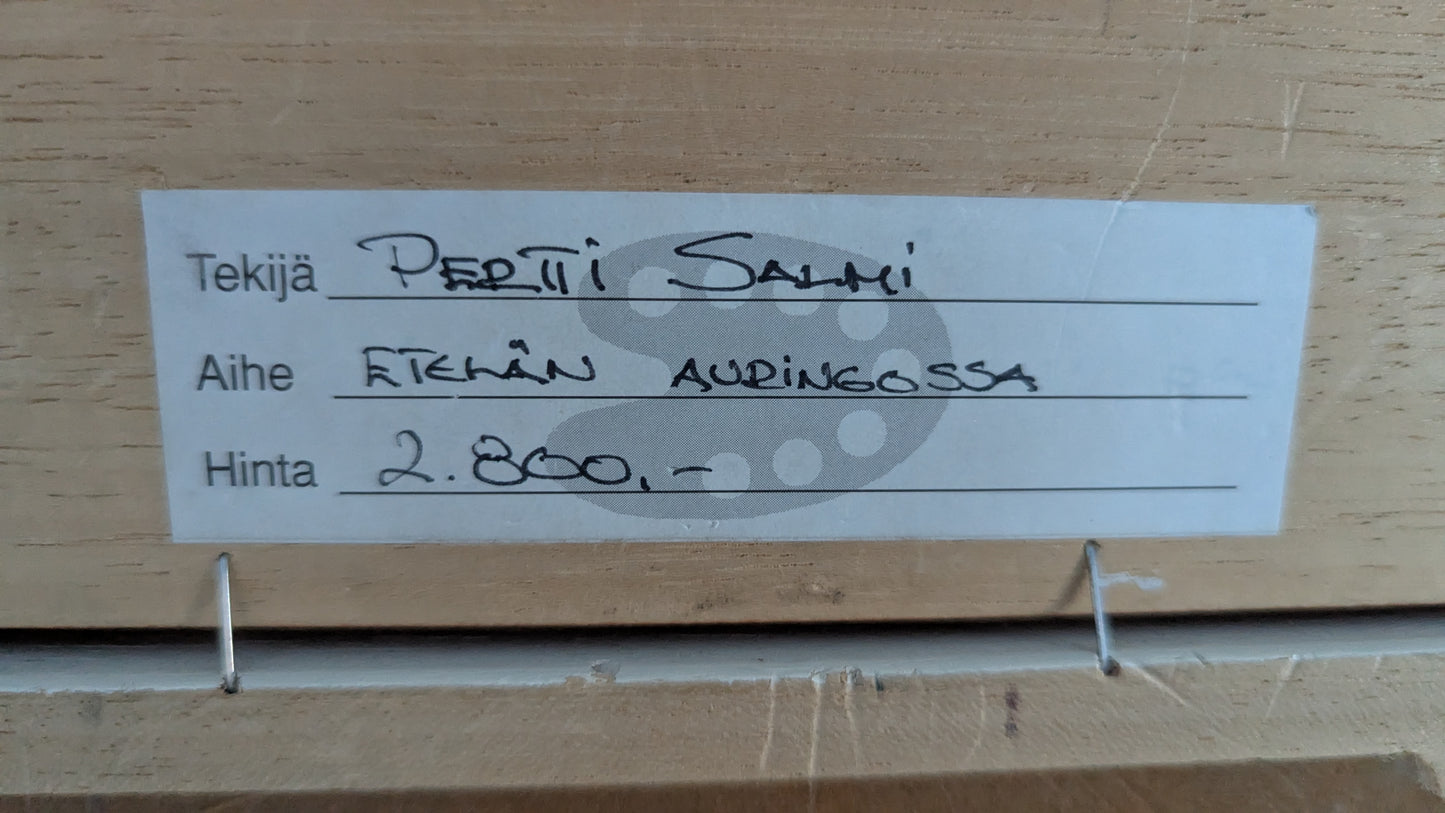 Tekijä PERTTI SALMI
Aihe ETELÄN AURINGOSSA
Hinta 2.800,-